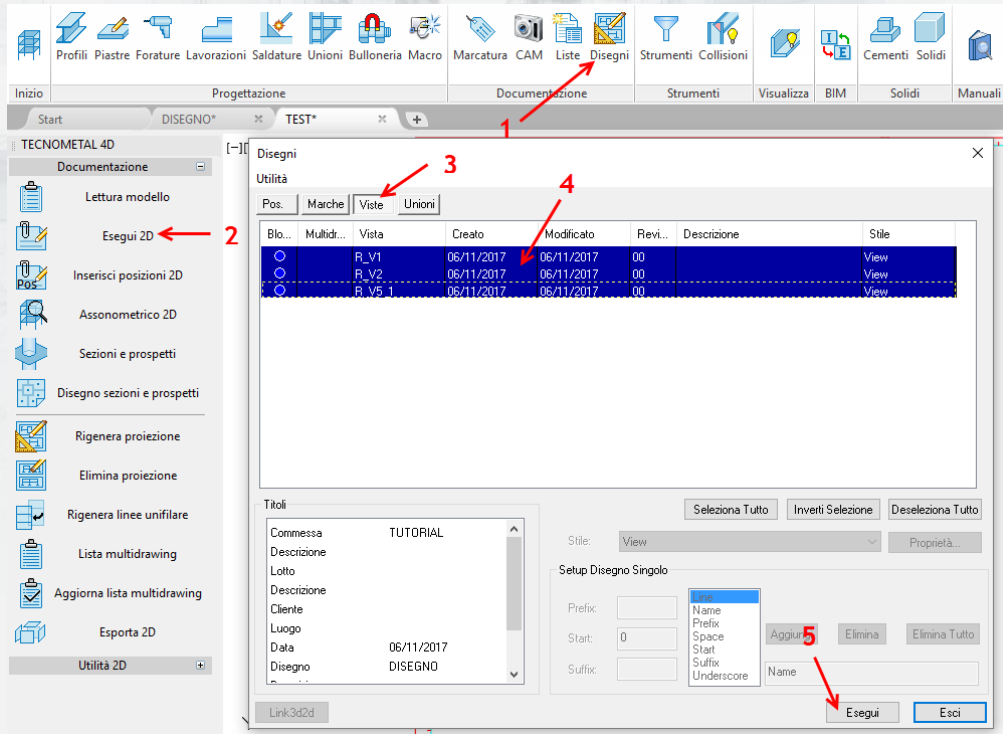 Profili Piastre Forature Lavorazioni Saldature Unioni Bulloneria Macro Marcatura CAM Liste Disegni Strumenti Collisioni Cementi Solidi
Inizio Progettazione Documentazione Strumenti Visualizza BIM Solidi Manuali
Start DISEGNO* TEST* 1
TECNOMETAL 4D
Documentazione
Lettura modello
Esegui 2D 2
Inserisci posizioni 2D
Assonometrico 2D
Sezioni e prospetti
Disegno sezioni e prospetti
Rigenera proiezione
Elimina proiezione
Rigenera linee unifilare
Lista multidrawing
Aggiorna lista multidrawing
Esporta 2D
Utilità 2D
Disegni
Utilità 3
Pos. Marche Viste Unioni 4
Blo... Multidr... Vista Creato Modificato Revi... Descrizione Stile
R_V1 06/11/2017 06/11/2017 00 View
R_V2 06/11/2017 06/11/2017 00 View
R_V5_1 06/11/2017 06/11/2017 00 View
Titoli
Commessa TUTORIAL
Descrizione
Lotto
Descrizione
Cliente
Luogo
Data 06/11/2017
Disegno DISEGNO
Seleziona Tutto Inverti Selezione Deseleziona Tutto
Stile: View Proprietà...
Setup Disegno Singolo
Prefix:
Start: 0
Suffix:
Line
Name
Prefix
Space
Start
Suffix
Underscore
Elimina Elimina Tutto
5
Name
Link3d2d Esegui Esci